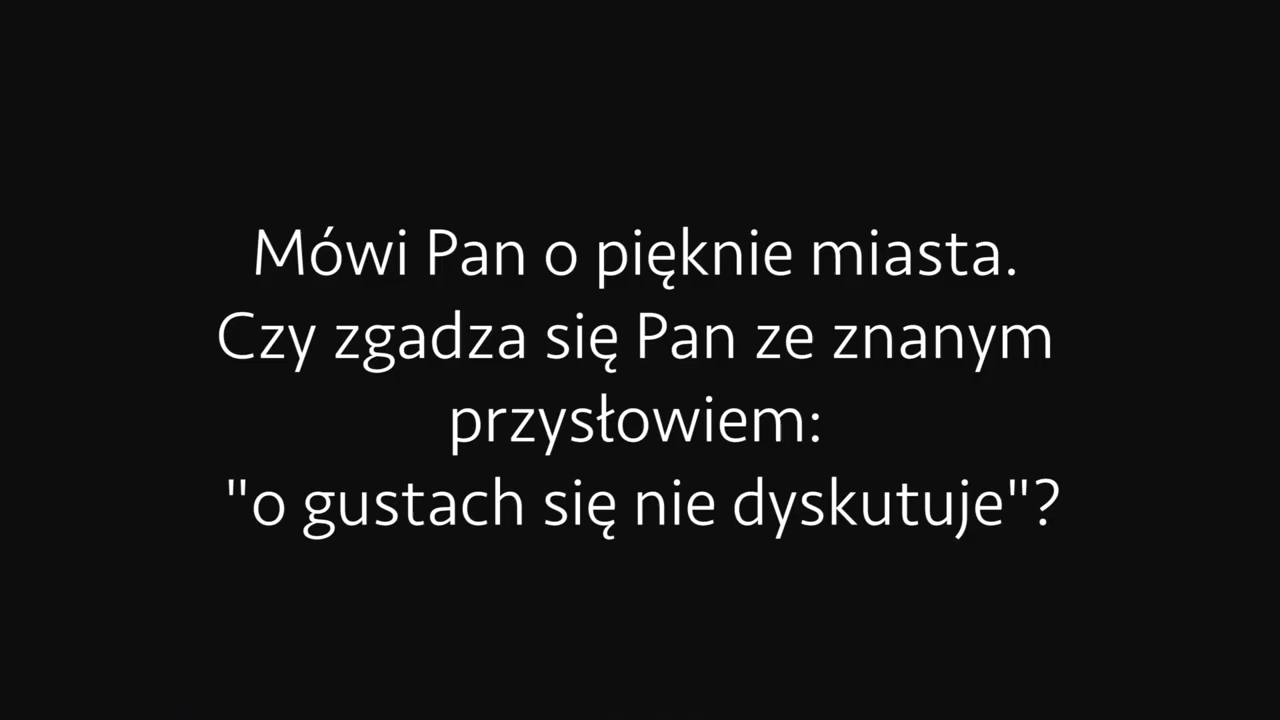 Mówi Pan o pięknie miasta.
Czy zgadza się Pan ze znanym
przysłowiem:
"o gustach się nie dyskutuje"?